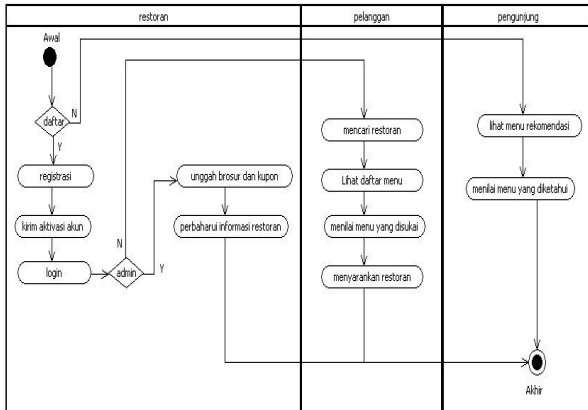 restoran
pelanggan
pengunjung
Awal
daftar
N
Y
registrasi
kirim aktivasi akun
login
admin
N
Y
unggah brosur dan kupon
perbaharui informasi restoran
mencari restoran
Lihat daftar menu
menilai menu yang disukai
menyarankan restoran
lihat menu rekomendasi
menilai menu yang diketahui
Akhir